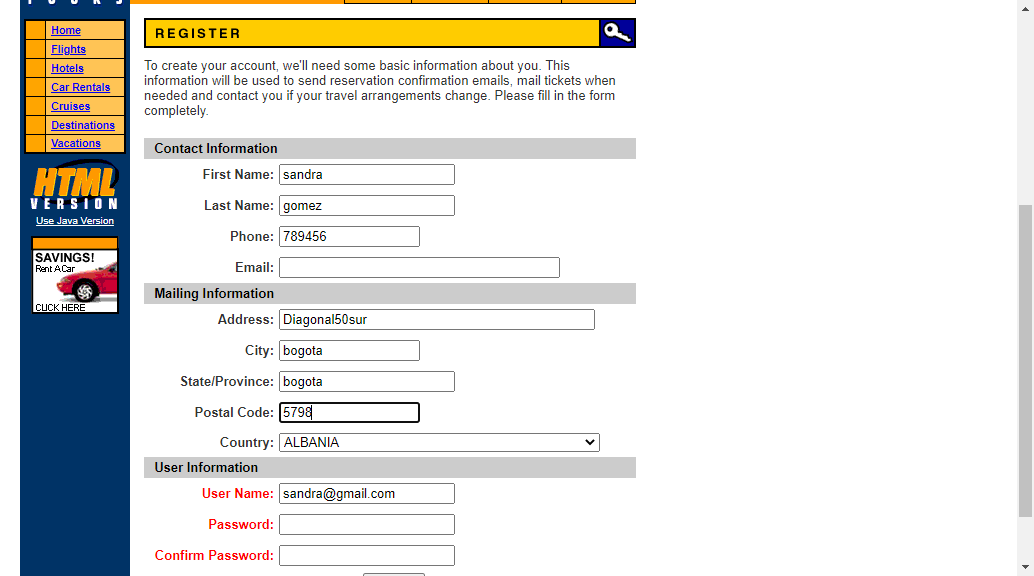 TOURS
Home
Flights
Hotels
Car Rentals
Cruises
Destinations
Vacations
HTML
VERSION
Use Java Version
SAVINGS!
Rent A Car
CLICK HERE
REGISTER
To create your account, we'll need some basic information about you. This
information will be used to send reservation confirmation emails, mail tickets when
needed and contact you if your travel arrangements change. Please fill in the form
completely.
Contact Information
First Name: sandra
Last Name: gomez
Phone: 789456
Email:
Mailing Information
Address: Diagonal50sur
City: bogota
State/Province: bogota
Postal Code: 5798
Country: ALBANIA
User Information
User Name: sandra@gmail.com
Password:
Confirm Password: